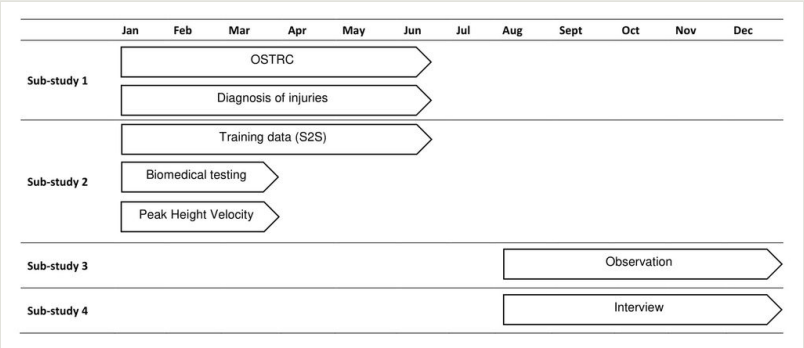 Jan Feb Mar Apr May Jun Jul Aug Sept Oct Nov Dec
OSTRC
Sub-study 1
Diagnosis of injuries
Training data (S2S)
Biomedical testing
Sub-study 2
Peak Height Velocity
Sub-study 3
Observation
Sub-study 4
Interview